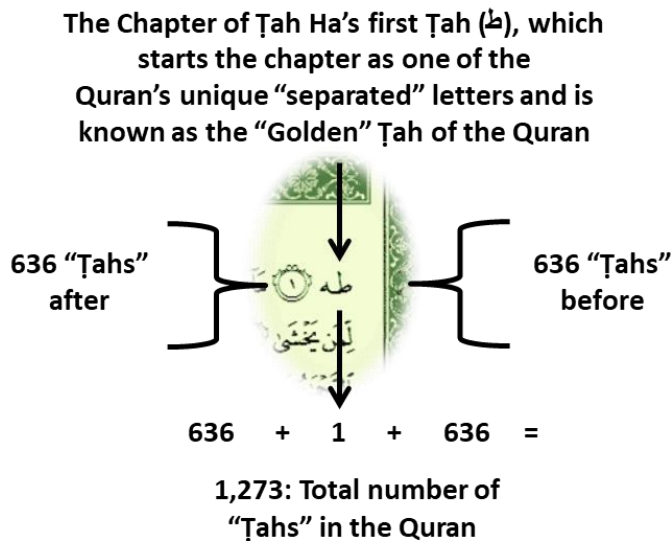 The Chapter of Ṭah Ha’s first Ṭah (ط), which
starts the chapter as one of the
Quran’s unique “separated” letters and is
known as the “Golden” Ṭah of the Quran
636 “Ṭahs”
after
636 “Ṭahs”
before
طه ١
لِّمَن يَخْشَىٰ
636 + 1 + 636 =
1,273: Total number of
“Ṭahs” in the Quran